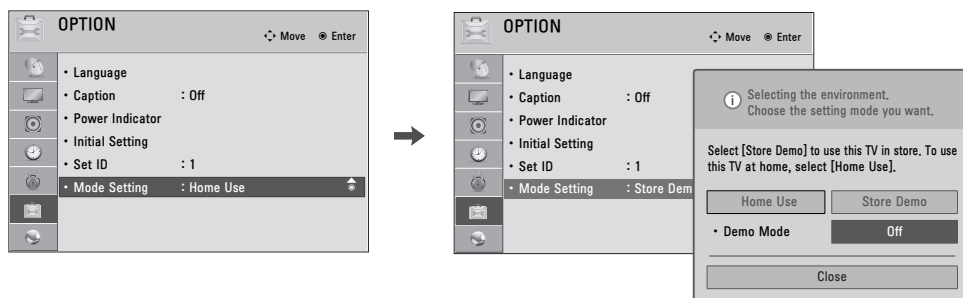 OPTION
Move Enter
• Language
• Caption : Off
• Power Indicator
• Initial Setting
• Set ID : 1
• Mode Setting : Home Use
OPTION
Move Enter
• Language
• Caption : Off
• Power Indicator
• Initial Setting
• Set ID : 1
• Mode Setting : Store Dem
i
Selecting the environment.
Choose the setting mode you want.
Select [Store Demo] to use this TV in store. To use
this TV at home, select [Home Use].
Home Use Store Demo
• Demo Mode Off
Close